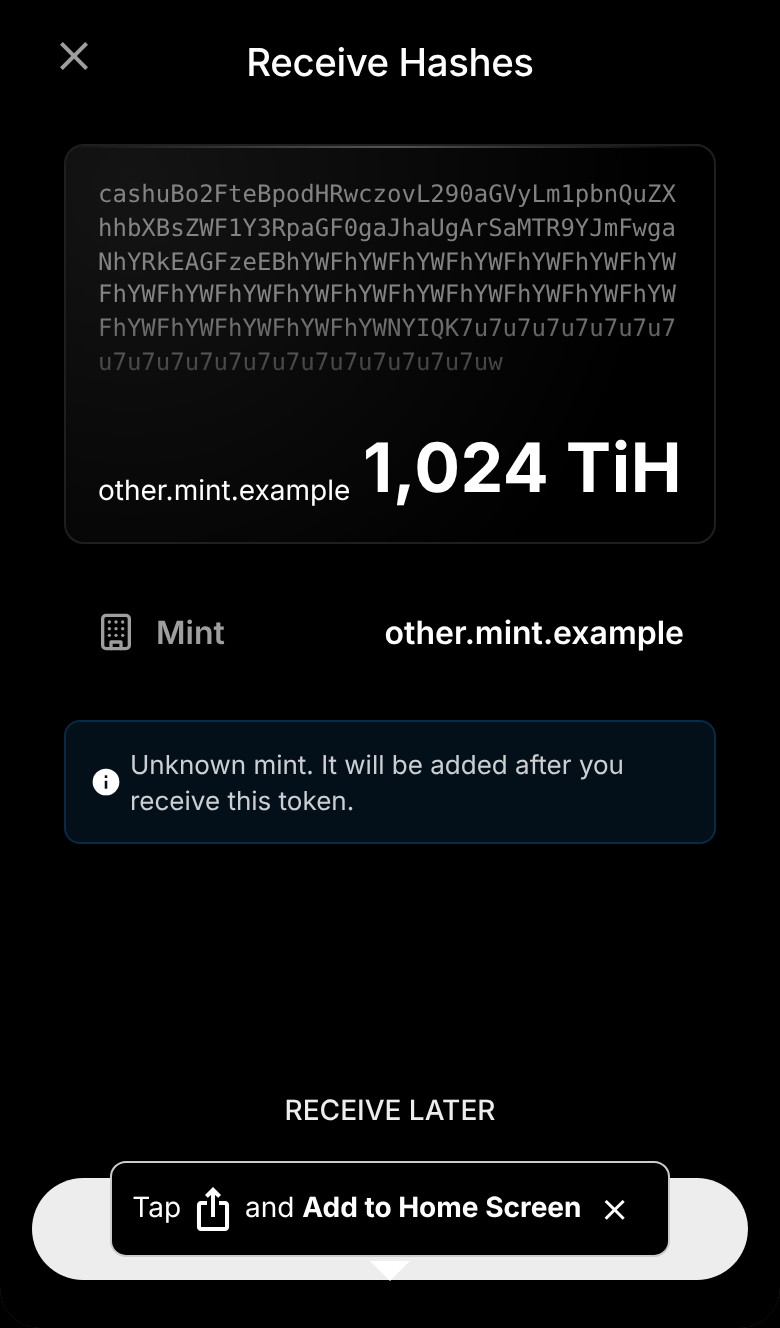 Receive Hashes
cashuBo2FteBpodHRwczovL290aGVyLm1pbnQuZX
hhbXBsZWF1Y3RpaGF0gaJhaUgArSaMTR9YJmFwga
NhYRkEAGFzeEBhYWFhYWFhYWFhYWFhYWFhYWFhYW
FhYWFhYWFhYWFhYWFhYWFhYWFhYWFhYWFhYWFhYW
FhYWFhYWFhYWFhYWFhYWNYIQK7u7u7u7u7u7u7u7
u7u7u7u7u7u7u7u7u7u7u7u7u7uw
other.mint.example 1,024 TiH
Mint other.mint.example
Unknown mint. It will be added after you
receive this token.
RECEIVE LATER
Tap and Add to Home Screen